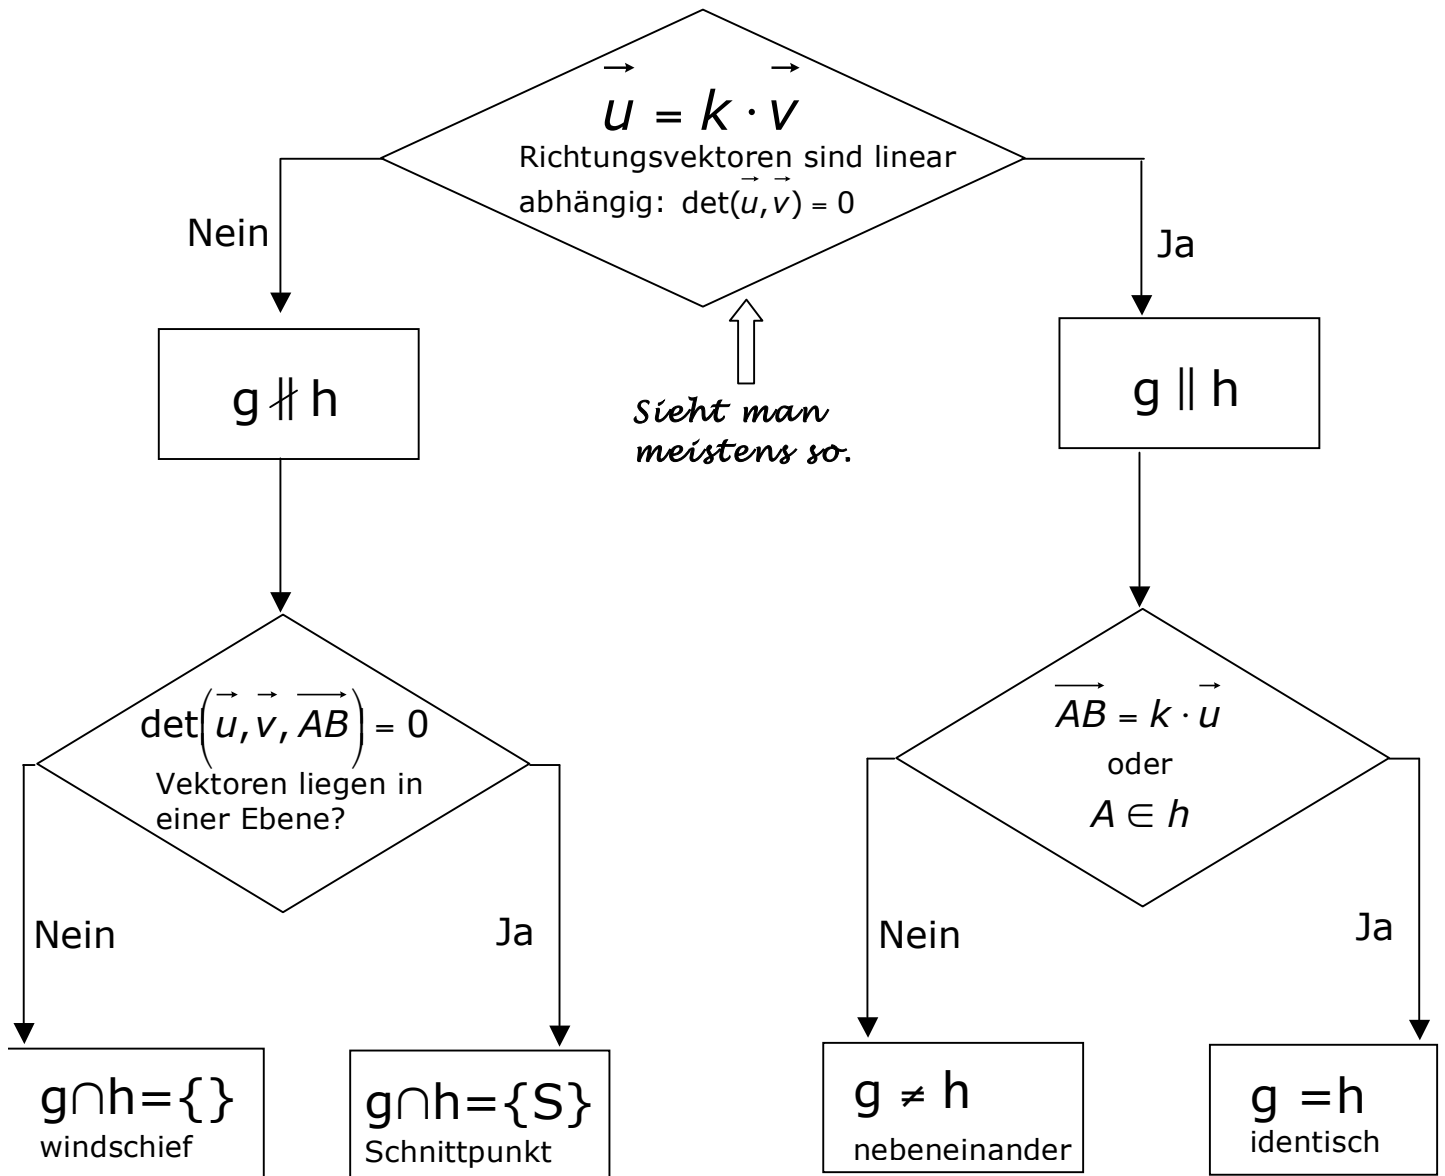 u⃗ = k · v⃗
Richtungsvektoren sind linear
abhängig: det(u⃗, v⃗) = 0
Nein
Ja
g ∦ h
g ∥ h
Sieht man
meistens so.
det(u⃗, v⃗, AB⃗) = 0
Vektoren liegen in
einer Ebene?
AB⃗ = k · u⃗
oder
A ∈ h
Nein
Ja
Nein
Ja
g∩h={}
windschief
g∩h={S}
Schnittpunkt
g ≠ h
nebeneinander
g =h
identisch